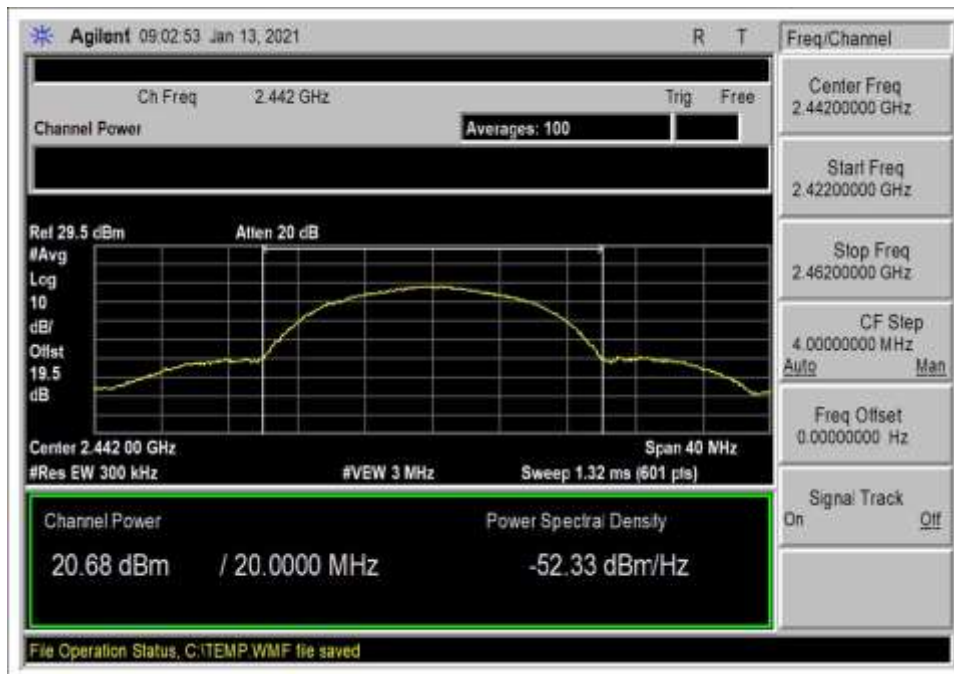 Agilent 09:02:53 Jan 13, 2021 R T
Freq/Channel
Ch Freq 2.442 GHz Trig Free
Channel Power Averages: 100
Center Freq
2.44200000 GHz
Start Freq
2.42200000 GHz
Stop Freq
2.46200000 GHz
CF Step
4.00000000 MHz
Auto Man
Freq Offset
0.00000000 Hz
Signal Track
On Off
Ref 29.5 dBm Atten 20 dB
#Avg
Log
10
dB/
Offst
19.5
dB
Center 2.442 00 GHz Span 40 MHz
#Res BW 300 kHz #VBW 3 MHz Sweep 1.32 ms (601 pts)
Channel Power Power Spectral Density
20.68 dBm / 20.0000 MHz -52.33 dBm/Hz
File Operation Status, C:\TEMP.WMF file saved